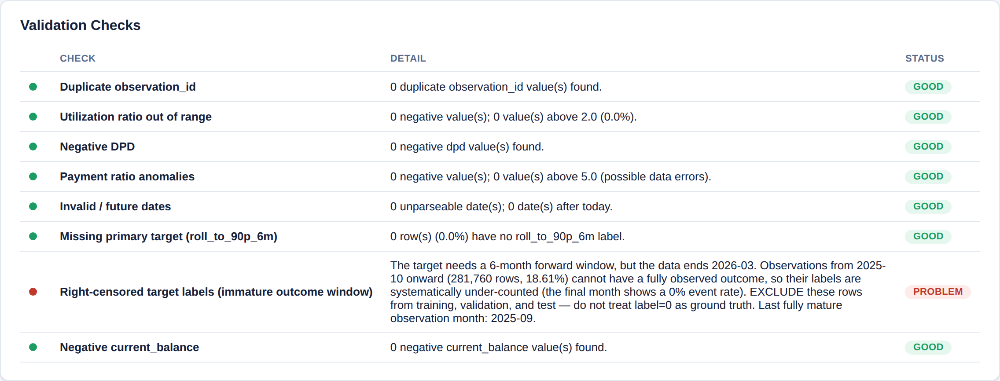 Validation Checks
CHECK DETAIL STATUS
Duplicate observation_id 0 duplicate observation_id value(s) found. GOOD
Utilization ratio out of range 0 negative value(s); 0 value(s) above 2.0 (0.0%). GOOD
Negative DPD 0 negative dpd value(s) found. GOOD
Payment ratio anomalies 0 negative value(s); 0 value(s) above 5.0 (possible data errors). GOOD
Invalid / future dates 0 unparseable date(s); 0 date(s) after today. GOOD
Missing primary target (roll_to_90p_6m) 0 row(s) (0.0%) have no roll_to_90p_6m label. GOOD
Right-censored target labels (immature outcome window)
The target needs a 6-month forward window, but the data ends 2026-03. Observations from 2025-
10 onward (281,760 rows, 18.61%) cannot have a fully observed outcome, so their labels are
systematically under-counted (the final month shows a 0% event rate). EXCLUDE these rows
from training, validation, and test — do not treat label=0 as ground truth. Last fully mature
observation month: 2025-09.
PROBLEM
Negative current_balance 0 negative current_balance value(s) found. GOOD